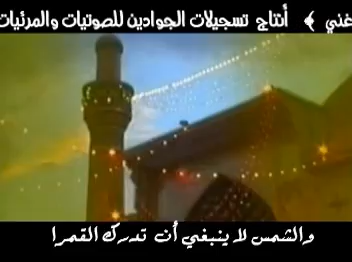 أنتاج تسجيلات الجوادين للصوتيات والمرئيات
والشمس لا ينبغي أن تدرك القمرا